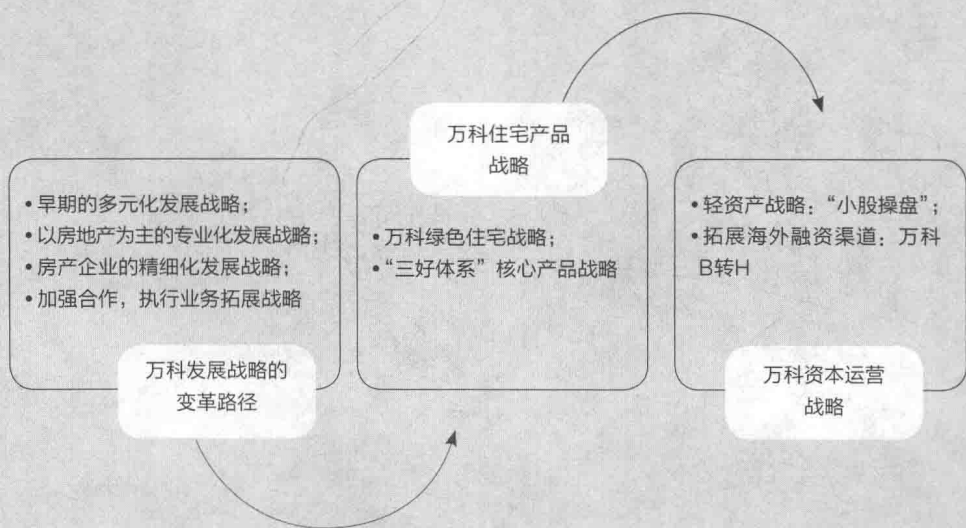 • 早期的多元化发展战略；
• 以房地产为主的专业化发展战略；
• 房产企业的精细化发展战略；
• 加强合作，执行业务拓展战略
万科发展战略的
变革路径
万科住宅产品
战略
• 万科绿色住宅战略；
• “三好体系” 核心产品战略
• 轻资产战略：“小股操盘”；
• 拓展海外融资渠道：万科
B转H
万科资本运营
战略